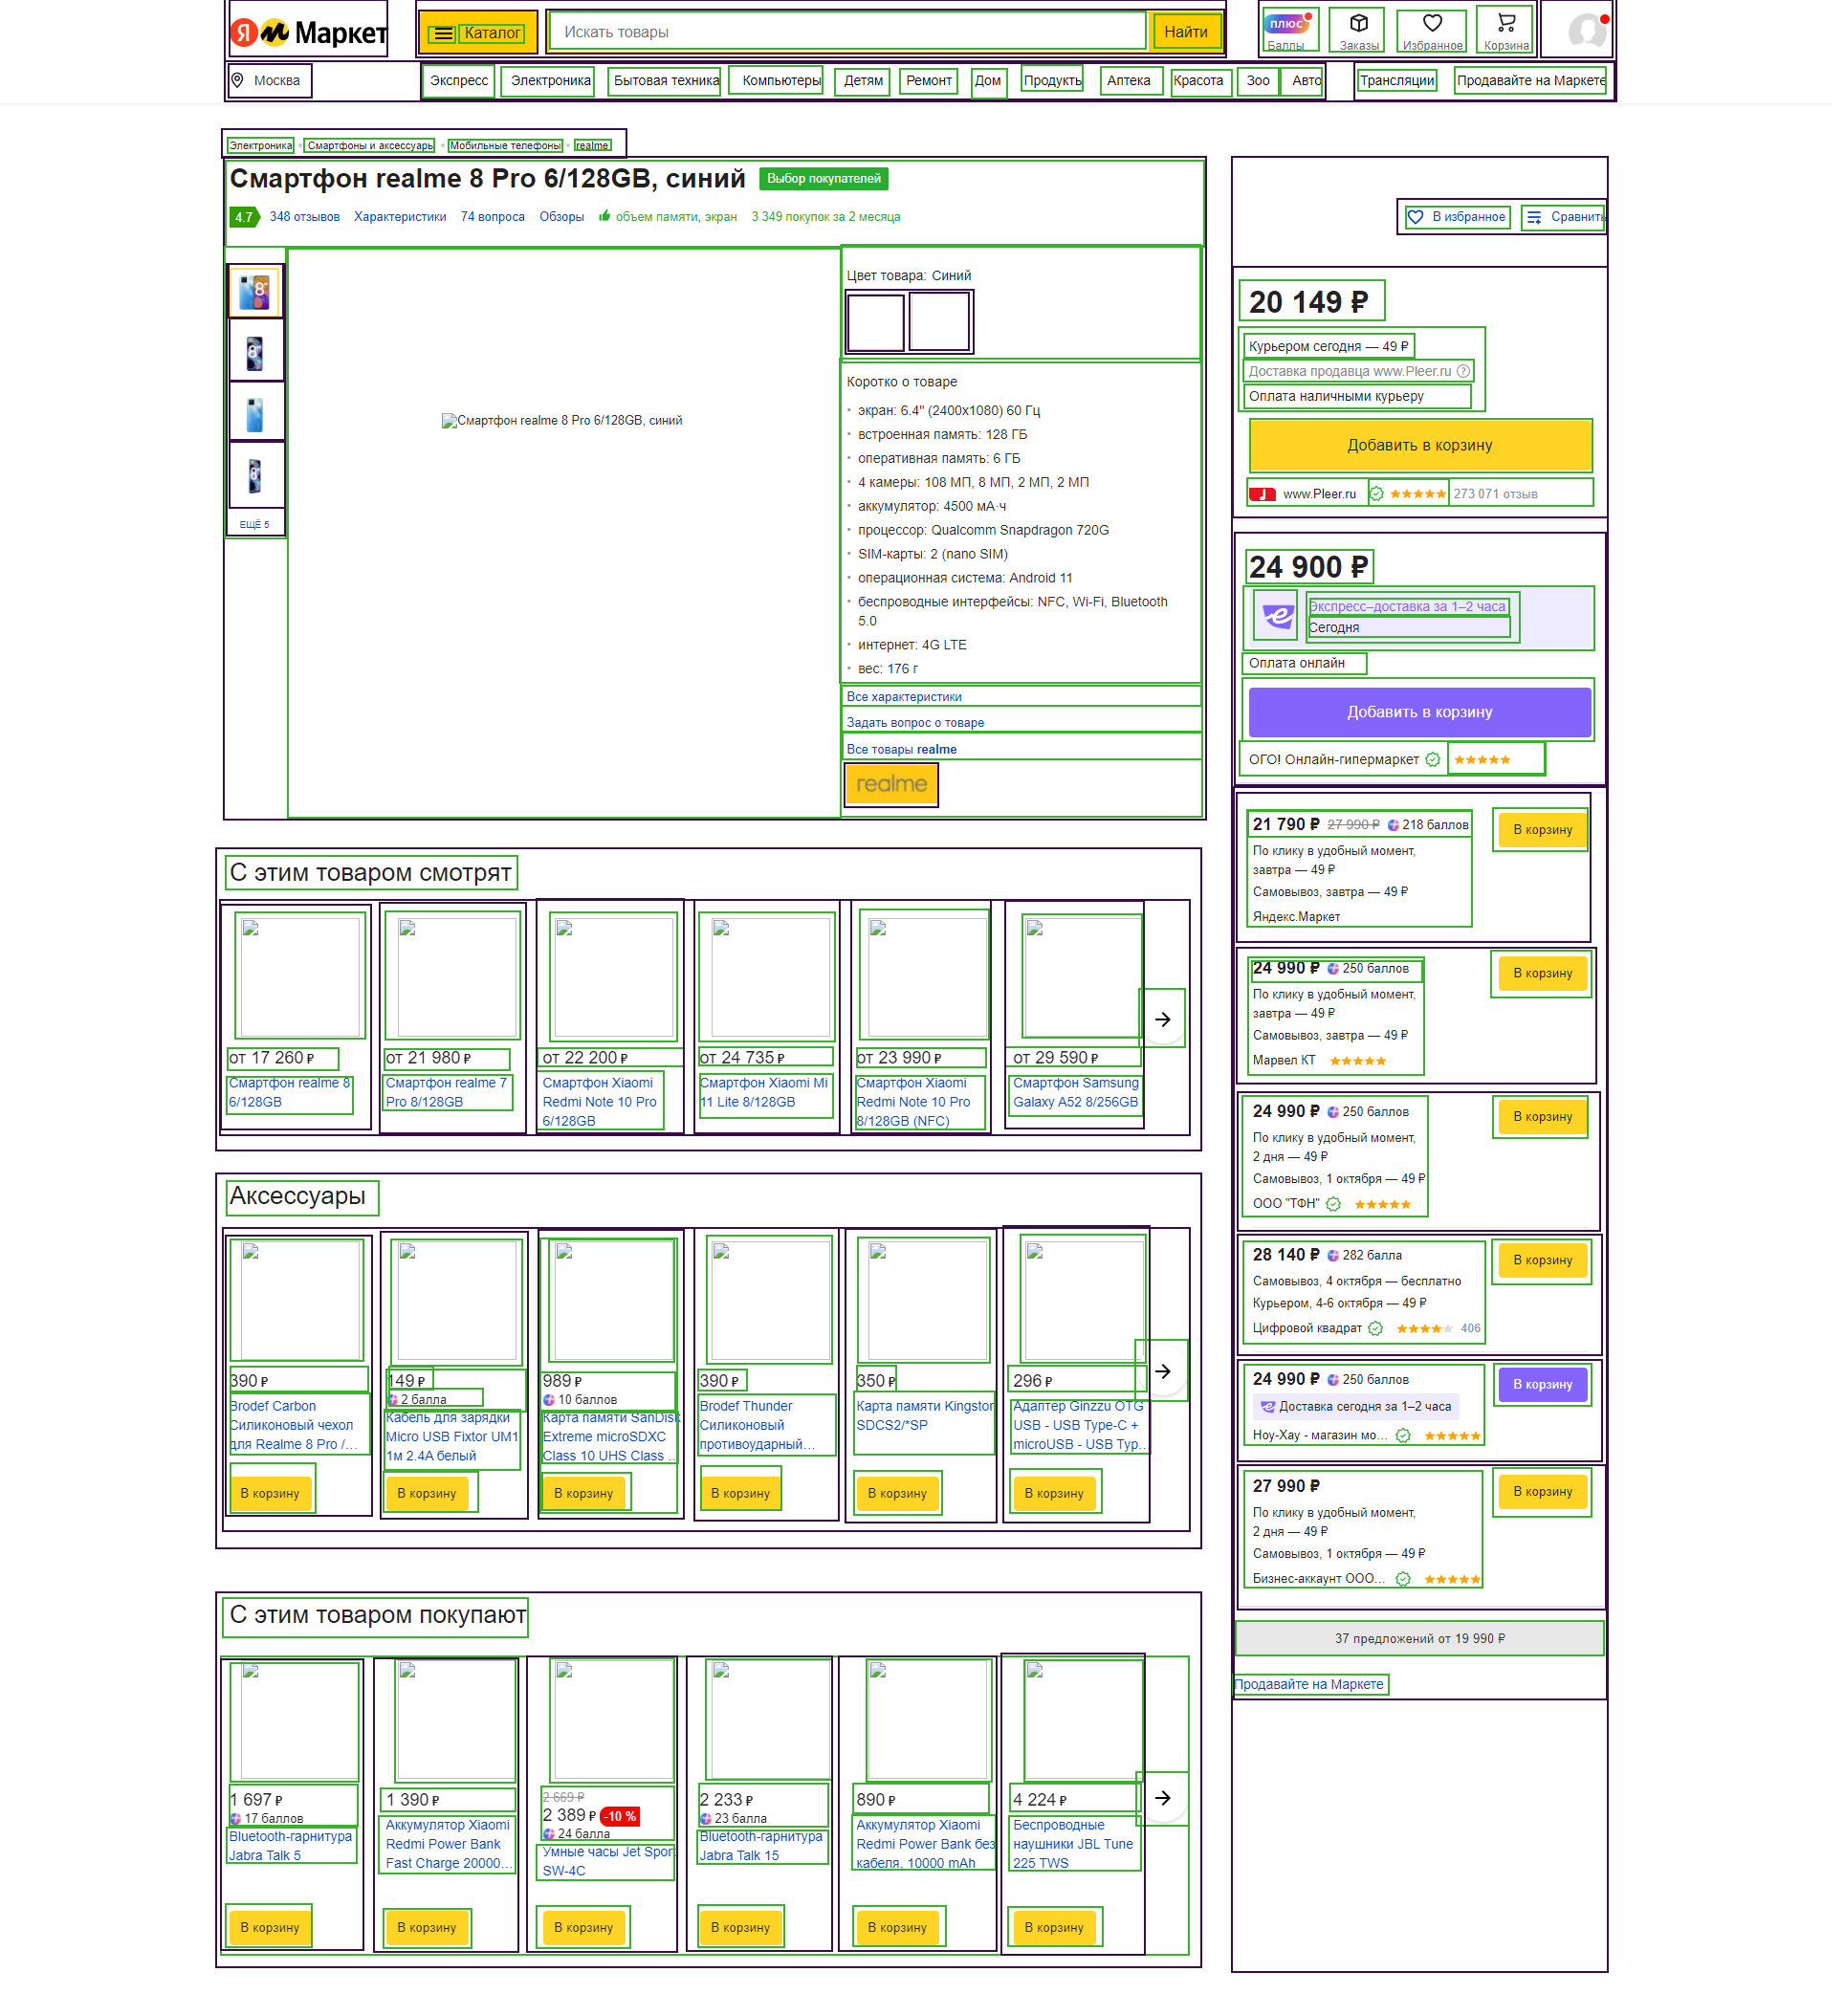 Я Маркет
Каталог
Искать товары
Найти
плюс
Баллы
Заказы
Избранное
Корзина
Москва
Экспресс Электроника Бытовая техника Компьютеры Детям Ремонт Дом Продукты Аптека Красота Зоо Авто
Трансляции Продавайте на Маркете
Электроника • Смартфоны и аксессуары • Мобильные телефоны • realme
Смартфон realme 8 Pro 6/128GB, синий
Выбор покупателей
4.7 348 отзывов Характеристики 74 вопроса Обзоры объем памяти, экран 3 349 покупок за 2 месяца
В избранное Сравнить
ЕЩЁ 5
Смартфон realme 8 Pro 6/128GB, синий
Цвет товара: Синий
Коротко о товаре
• экран: 6.4" (2400x1080) 60 Гц
• встроенная память: 128 ГБ
• оперативная память: 6 ГБ
• 4 камеры: 108 МП, 8 МП, 2 МП, 2 МП
• аккумулятор: 4500 мА·ч
• процессор: Qualcomm Snapdragon 720G
• SIM-карты: 2 (nano SIM)
• операционная система: Android 11
• беспроводные интерфейсы: NFC, Wi-Fi, Bluetooth
5.0
• интернет: 4G LTE
• вес: 176 г
Все характеристики
Задать вопрос о товаре
Все товары realme
realme
20 149 ₽
Курьером сегодня — 49 ₽
Доставка продавца www.Pleer.ru ?
Оплата наличными курьеру
Добавить в корзину
www.Pleer.ru 273 071 отзыв
24 900 ₽
Экспресс–доставка за 1–2 часа
Сегодня
Оплата онлайн
Добавить в корзину
ОГО! Онлайн-гипермаркет
21 790 ₽ 27 990 ₽ 218 баллов
В корзину
По клику в удобный момент,
завтра — 49 ₽
Самовывоз, завтра — 49 ₽
Яндекс.Маркет
24 990 ₽ 250 баллов
В корзину
По клику в удобный момент,
завтра — 49 ₽
Самовывоз, завтра — 49 ₽
Марвел КТ
24 990 ₽ 250 баллов
В корзину
По клику в удобный момент,
2 дня — 49 ₽
Самовывоз, 1 октября — 49 ₽
ООО "ТФН"
28 140 ₽ 282 балла
В корзину
Самовывоз, 4 октября — бесплатно
Курьером, 4-6 октября — 49 ₽
Цифровой квадрат 406
24 990 ₽ 250 баллов
В корзину
Доставка сегодня за 1–2 часа
Ноу-Хау - магазин мо...
27 990 ₽
В корзину
По клику в удобный момент,
2 дня — 49 ₽
Самовывоз, 1 октября — 49 ₽
Бизнес-аккаунт ООО...
37 предложений от 19 990 ₽
Продавайте на Маркете
С этим товаром смотрят
от 17 260 ₽
Смартфон realme 8
6/128GB
от 21 980 ₽
Смартфон realme 7
Pro 8/128GB
от 22 200 ₽
Смартфон Xiaomi
Redmi Note 10 Pro
6/128GB
от 24 735 ₽
Смартфон Xiaomi Mi
11 Lite 8/128GB
от 23 990 ₽
Смартфон Xiaomi
Redmi Note 10 Pro
8/128GB (NFC)
от 29 590 ₽
Смартфон Samsung
Galaxy A52 8/256GB
Аксессуары
390 ₽
Brodef Carbon
Силиконовый чехол
для Realme 8 Pro /...
В корзину
149 ₽
2 балла
Кабель для зарядки
Micro USB Fixtor UM1
1м 2.4A белый
В корзину
989 ₽
10 баллов
Карта памяти SanDisk
Extreme microSDXC
Class 10 UHS Class ...
В корзину
390 ₽
Brodef Thunder
Силиконовый
противоударный...
В корзину
350 ₽
Карта памяти Kingston
SDCS2/*SP
В корзину
296 ₽
Адаптер Ginzzu OTG
USB - USB Type-C +
microUSB - USB Typ...
В корзину
С этим товаром покупают
1 697 ₽
17 баллов
Bluetooth-гарнитура
Jabra Talk 5
В корзину
1 390 ₽
Аккумулятор Xiaomi
Redmi Power Bank
Fast Charge 20000...
В корзину
2 669 ₽
2 389 ₽ -10 %
24 балла
Умные часы Jet Sport
SW-4C
В корзину
2 233 ₽
23 балла
Bluetooth-гарнитура
Jabra Talk 15
В корзину
890 ₽
Аккумулятор Xiaomi
Redmi Power Bank без
кабеля, 10000 mAh
В корзину
4 224 ₽
Беспроводные
наушники JBL Tune
225 TWS
В корзину